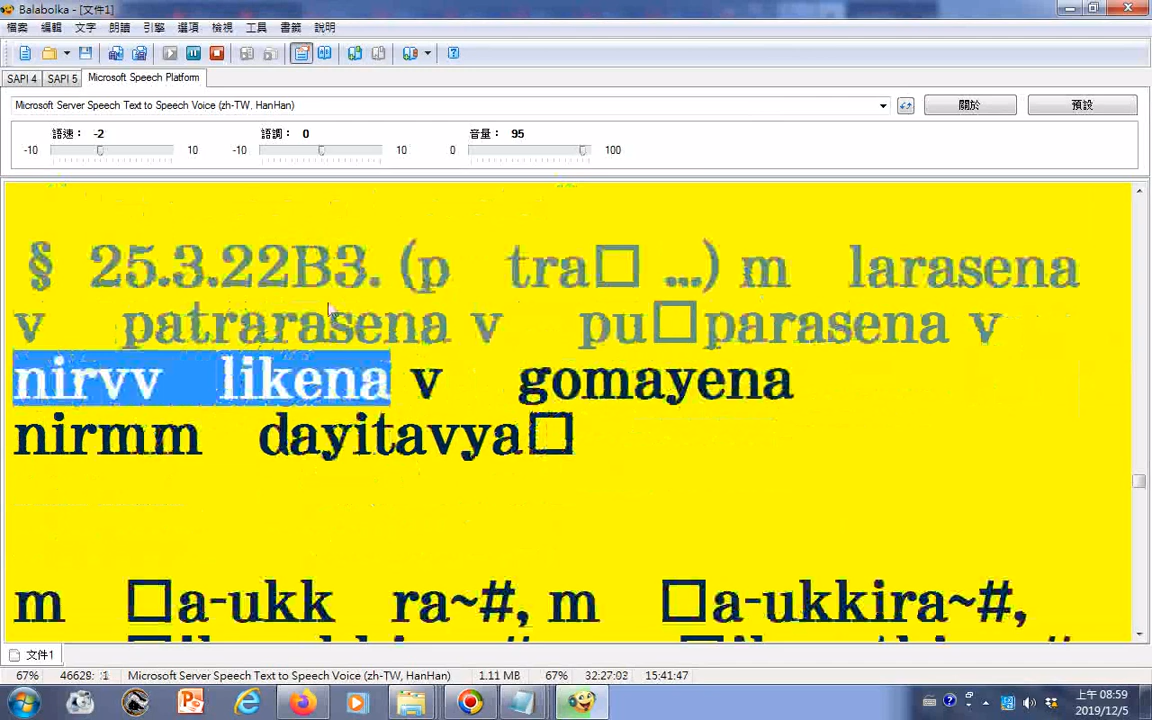 Balabolka - [文件1]
檔案 編輯 文字 朗讀 引擎 選項 檢視 工具 書籤 說明
SAPI 4 SAPI 5 Microsoft Speech Platform
Microsoft Server Speech Text to Speech Voice (zh-TW, HanHan)
關於 預設
語速： -2 語調： 0 音量： 95
-10 10 -10 10 0 100
§ 25.3.22B3. (p tra□ ...) m larasena
v patrarasena v pu□parasena v
nirvv likena v gomayena
nirmm dayitavya□
m □a-ukk ra~#, m □a-ukkira~#,
文件1
67% Microsoft Server Speech Text to Speech Voice (zh-TW, HanHan) 1.11 MB 67% 32:27:02 15:41:47
上午 08:59
2019/12/5